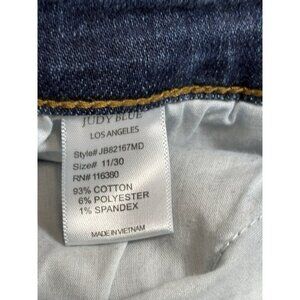 JUDY BLUE
LOS ANGELES
Style# JB82167MD
Size# 11/30
RN# 116380
93% COTTON
6% POLYESTER
1% SPANDEX
MADE IN VIETNAM